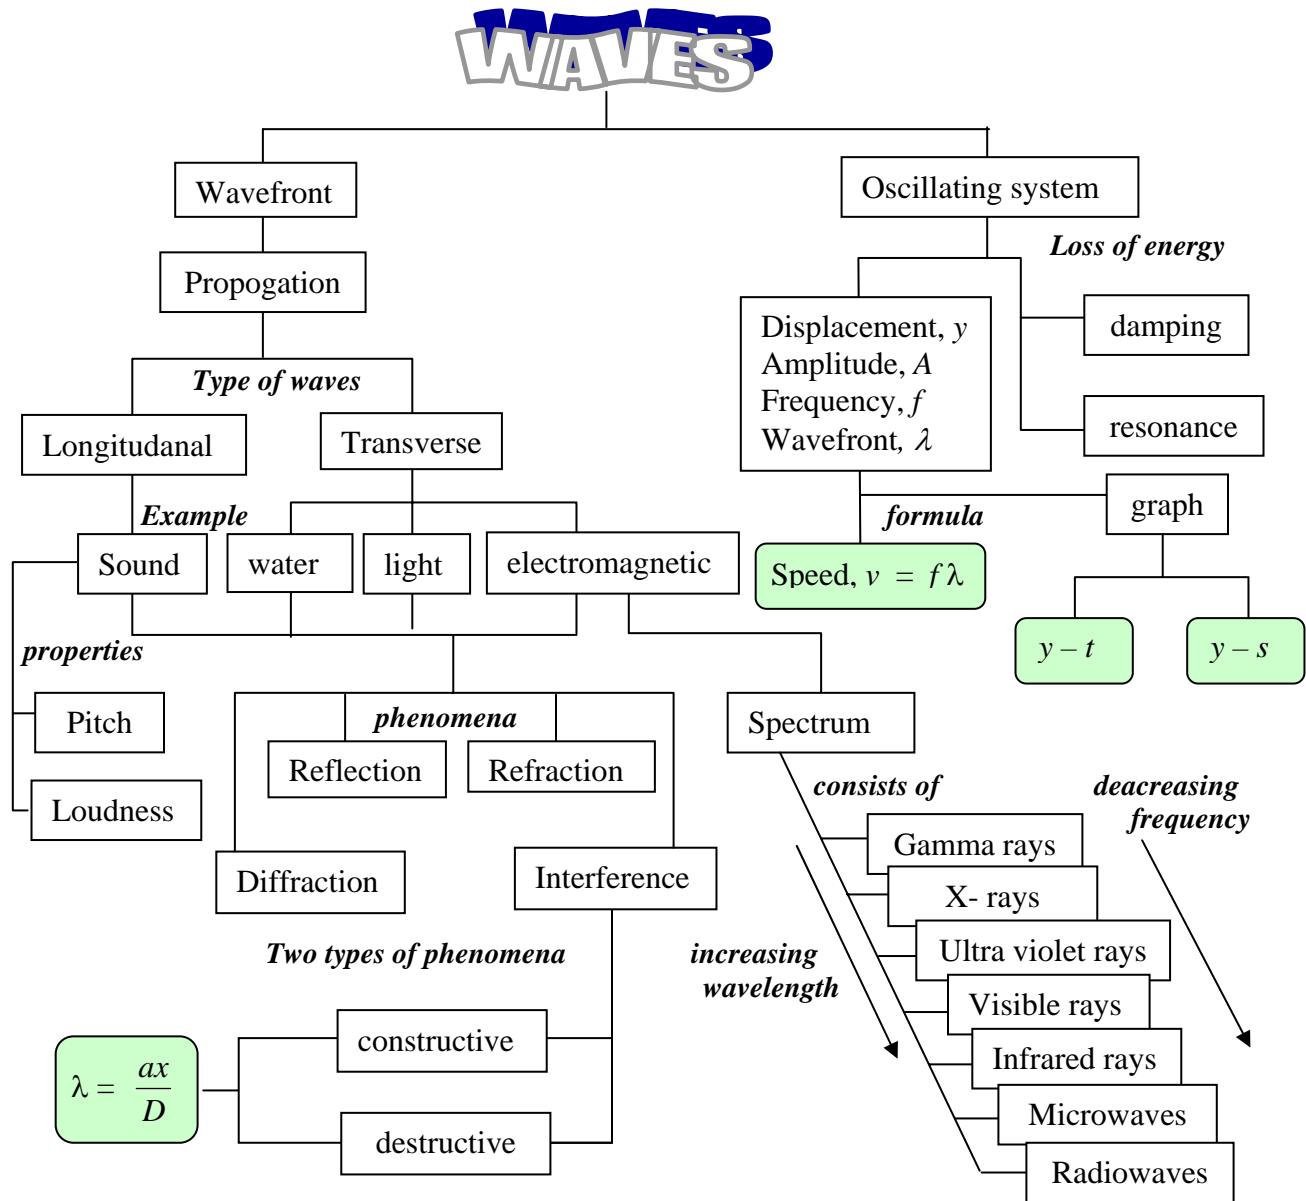 WAVES
Wavefront
Oscillating system
Propogation
Loss of energy
Displacement, y
Amplitude, A
Frequency, f
Wavefront, λ
damping
resonance
Type of waves
Longitudanal
Transverse
Example
Sound
water
light
electromagnetic
formula
graph
Speed, v = f λ
y – t
y – s
properties
Pitch
Loudness
phenomena
Reflection
Refraction
Diffraction
Interference
Spectrum
consists of
deacreasing
frequency
Gamma rays
X- rays
Ultra violet rays
Visible rays
Infrared rays
Microwaves
Radiowaves
increasing
wavelength
Two types of phenomena
constructive
destructive
λ = ax
D